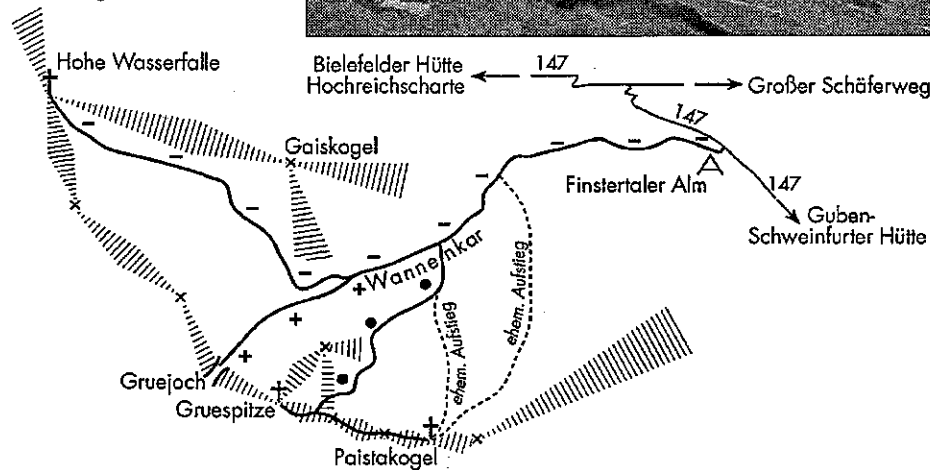 Hohe Wasserfalle
Bielefelder Hütte
Hochreichscharte
147
Großer Schäferweg
147
Gaiskogel
Finstertaler Alm
147
Guben-
Schweinfurter Hütte
Wannenkar
ehem. Aufstieg
ehem. Aufstieg
Gruejoch
Gruespitze
Paistakogel